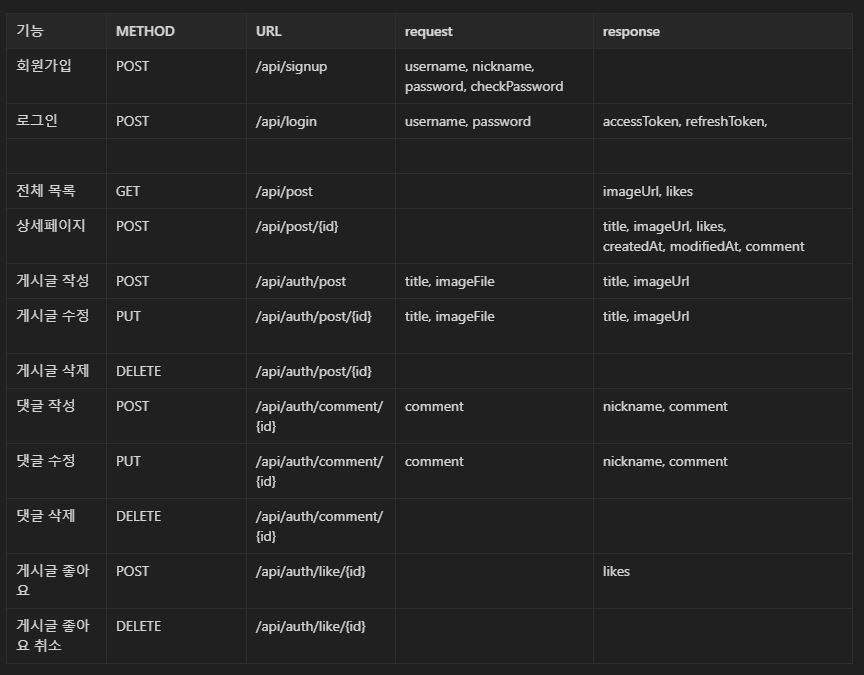 기능 METHOD URL request response
회원가입 POST /api/signup username, nickname,
password, checkPassword
로그인 POST /api/login username, password accessToken, refreshToken,
전체 목록 GET /api/post imageUrl, likes
상세페이지 POST /api/post/{id} title, imageUrl, likes,
createdAt, modifiedAt, comment
게시글 작성 POST /api/auth/post title, imageFile title, imageUrl
게시글 수정 PUT /api/auth/post/{id} title, imageFile title, imageUrl
게시글 삭제 DELETE /api/auth/post/{id}
댓글 작성 POST /api/auth/comment/ comment nickname, comment
{id}
댓글 수정 PUT /api/auth/comment/ comment nickname, comment
{id}
댓글 삭제 DELETE /api/auth/comment/
{id}
게시글 좋아 POST /api/auth/like/{id} likes
요
게시글 좋아 DELETE /api/auth/like/{id}
요 취소